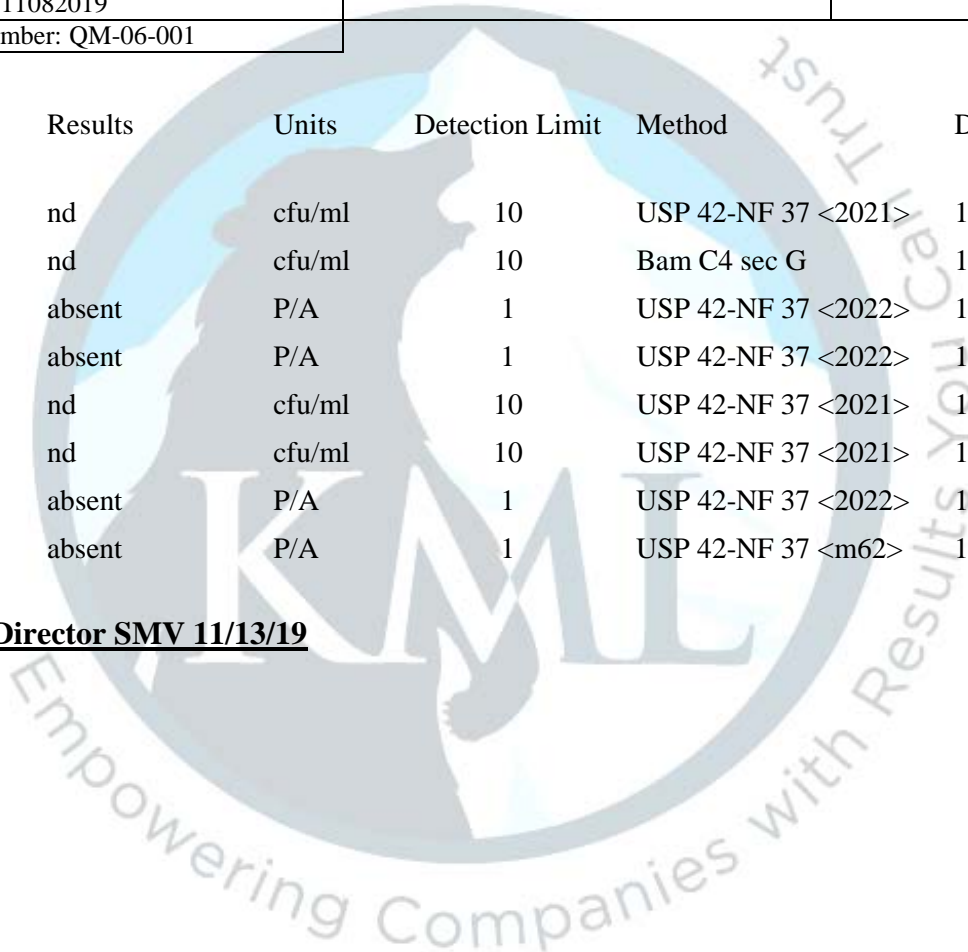 11082019
mber: QM-06-001
Results Units Detection Limit Method D
nd cfu/ml 10 USP 42-NF 37 <2021> 1
nd cfu/ml 10 Bam C4 sec G 1
absent P/A 1 USP 42-NF 37 <2022> 1
absent P/A 1 USP 42-NF 37 <2022> 1
nd cfu/ml 10 USP 42-NF 37 <2021> 1
nd cfu/ml 10 USP 42-NF 37 <2021> 1
absent P/A 1 USP 42-NF 37 <2022> 1
absent P/A 1 USP 42-NF 37 <m62> 1
Director SMV 11/13/19
KML
Empowering Companies with Results You Can Trust